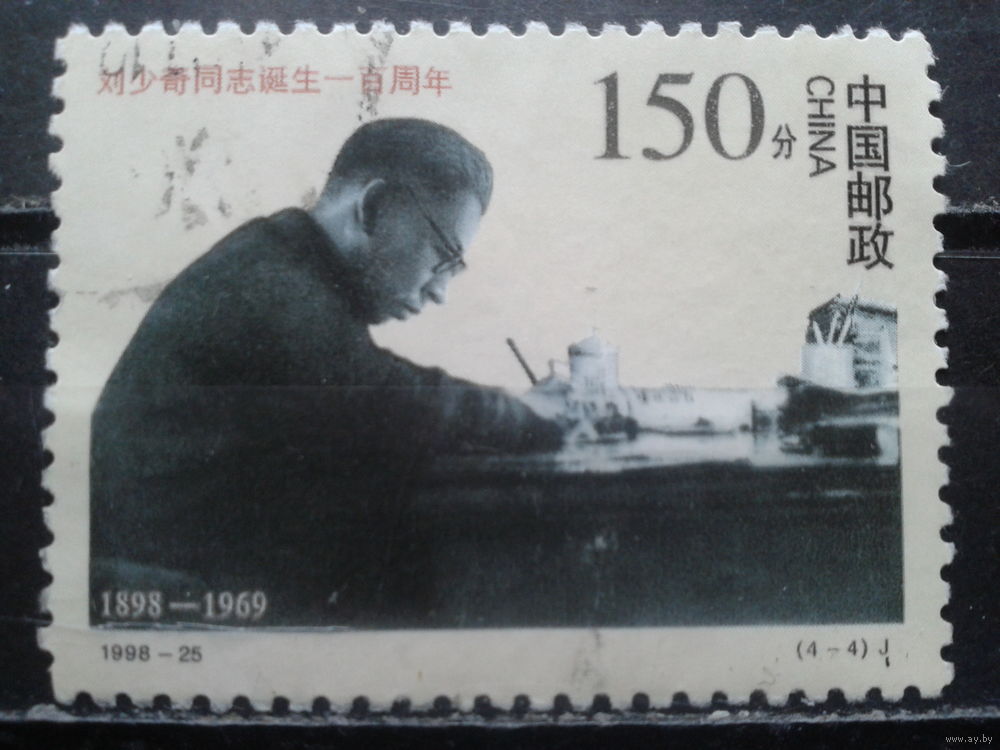 刘少奇同志诞生一百周年
150分
中国邮政
CHINA
1898—1969
1998-25
(4-4) J
www.ay.by